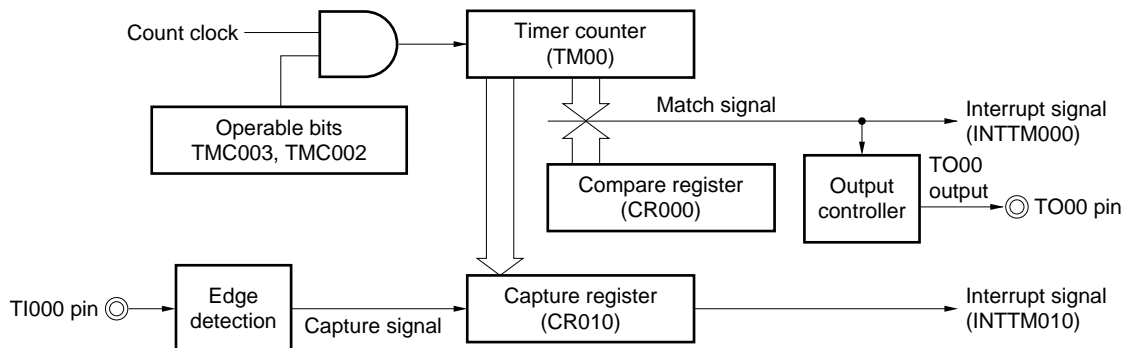 Count clock
Timer counter
(TM00)
Operable bits
TMC003, TMC002
Match signal
Interrupt signal
(INTTM000)
Compare register
(CR000)
Output
controller
TO00
output
TO00 pin
TI000 pin
Edge
detection
Capture signal
Capture register
(CR010)
Interrupt signal
(INTTM010)